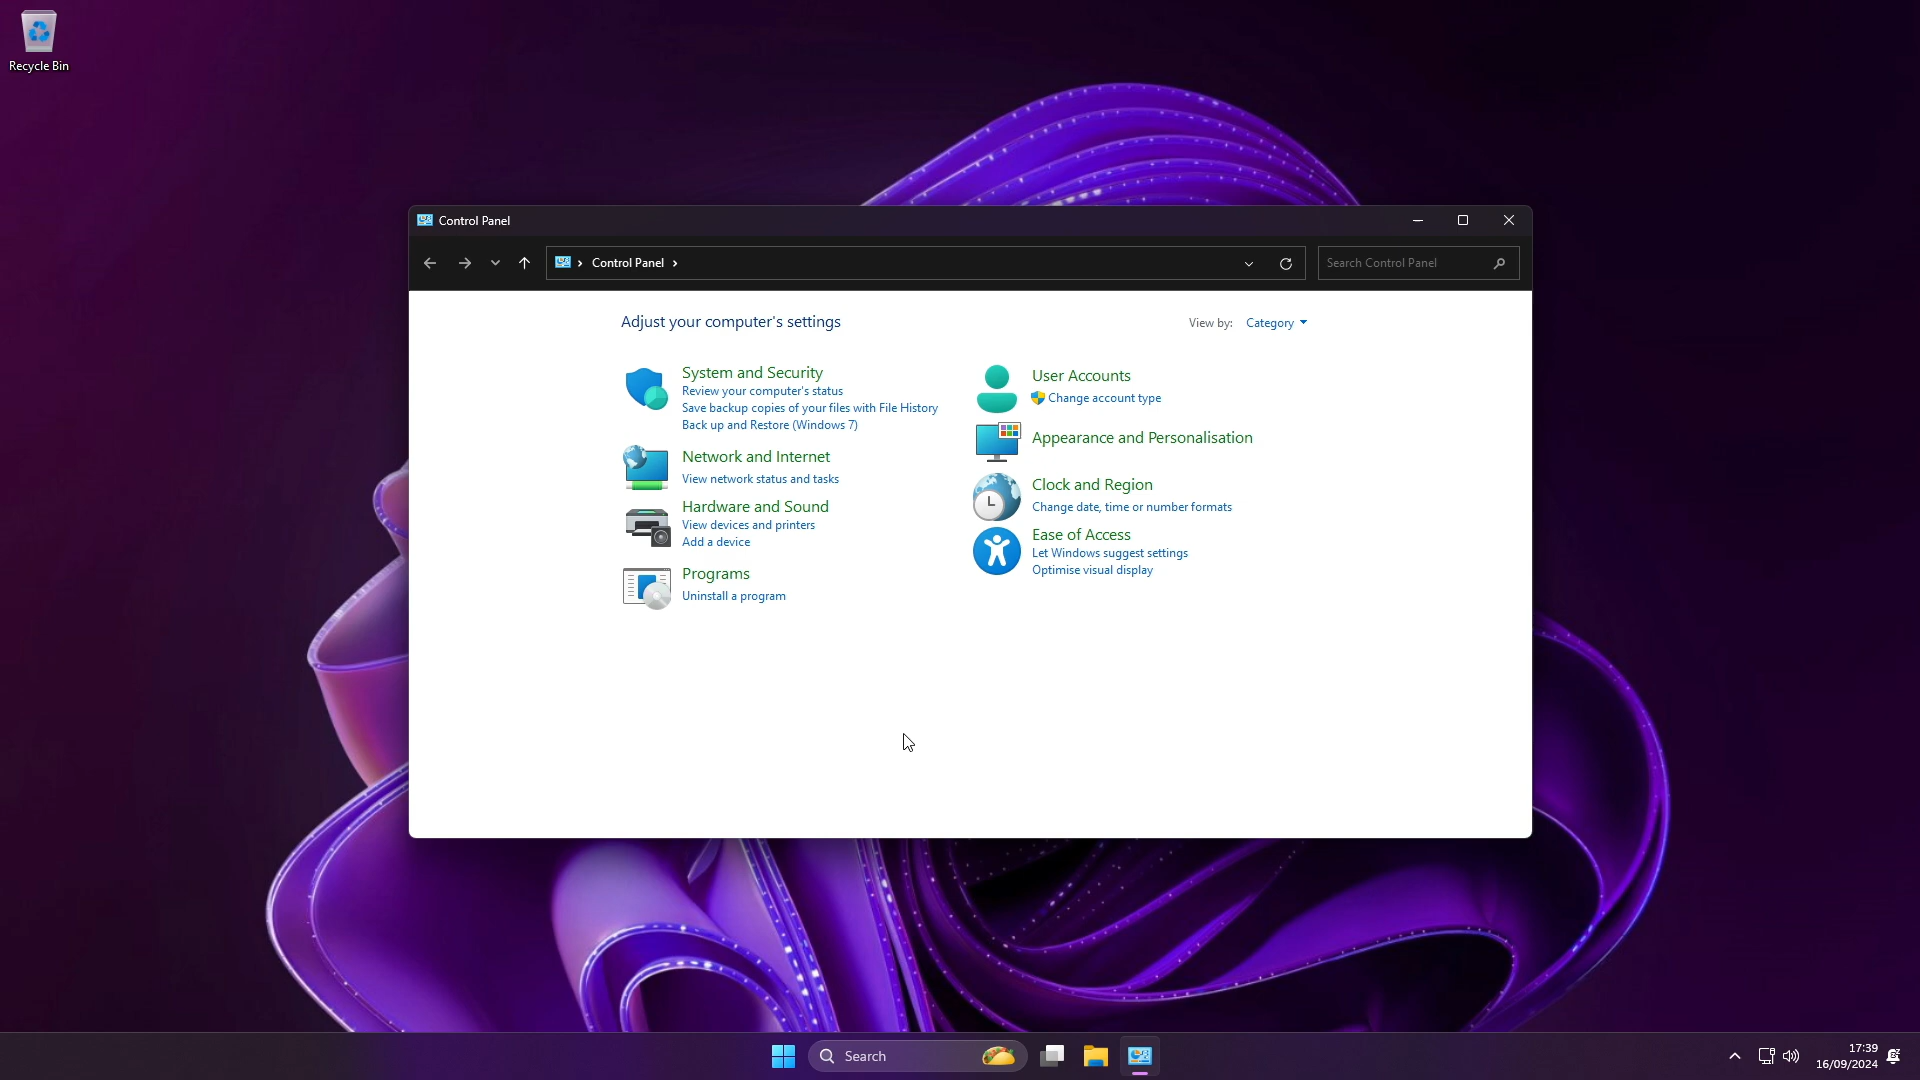 Recycle Bin
Control Panel
Control Panel
Search Control Panel
Adjust your computer's settings
View by: Category
System and Security
Review your computer's status
Save backup copies of your files with File History
Back up and Restore (Windows 7)
Network and Internet
View network status and tasks
Hardware and Sound
View devices and printers
Add a device
Programs
Uninstall a program
User Accounts
Change account type
Appearance and Personalisation
Clock and Region
Change date, time or number formats
Ease of Access
Let Windows suggest settings
Optimise visual display
Search
17:39
16/09/2024